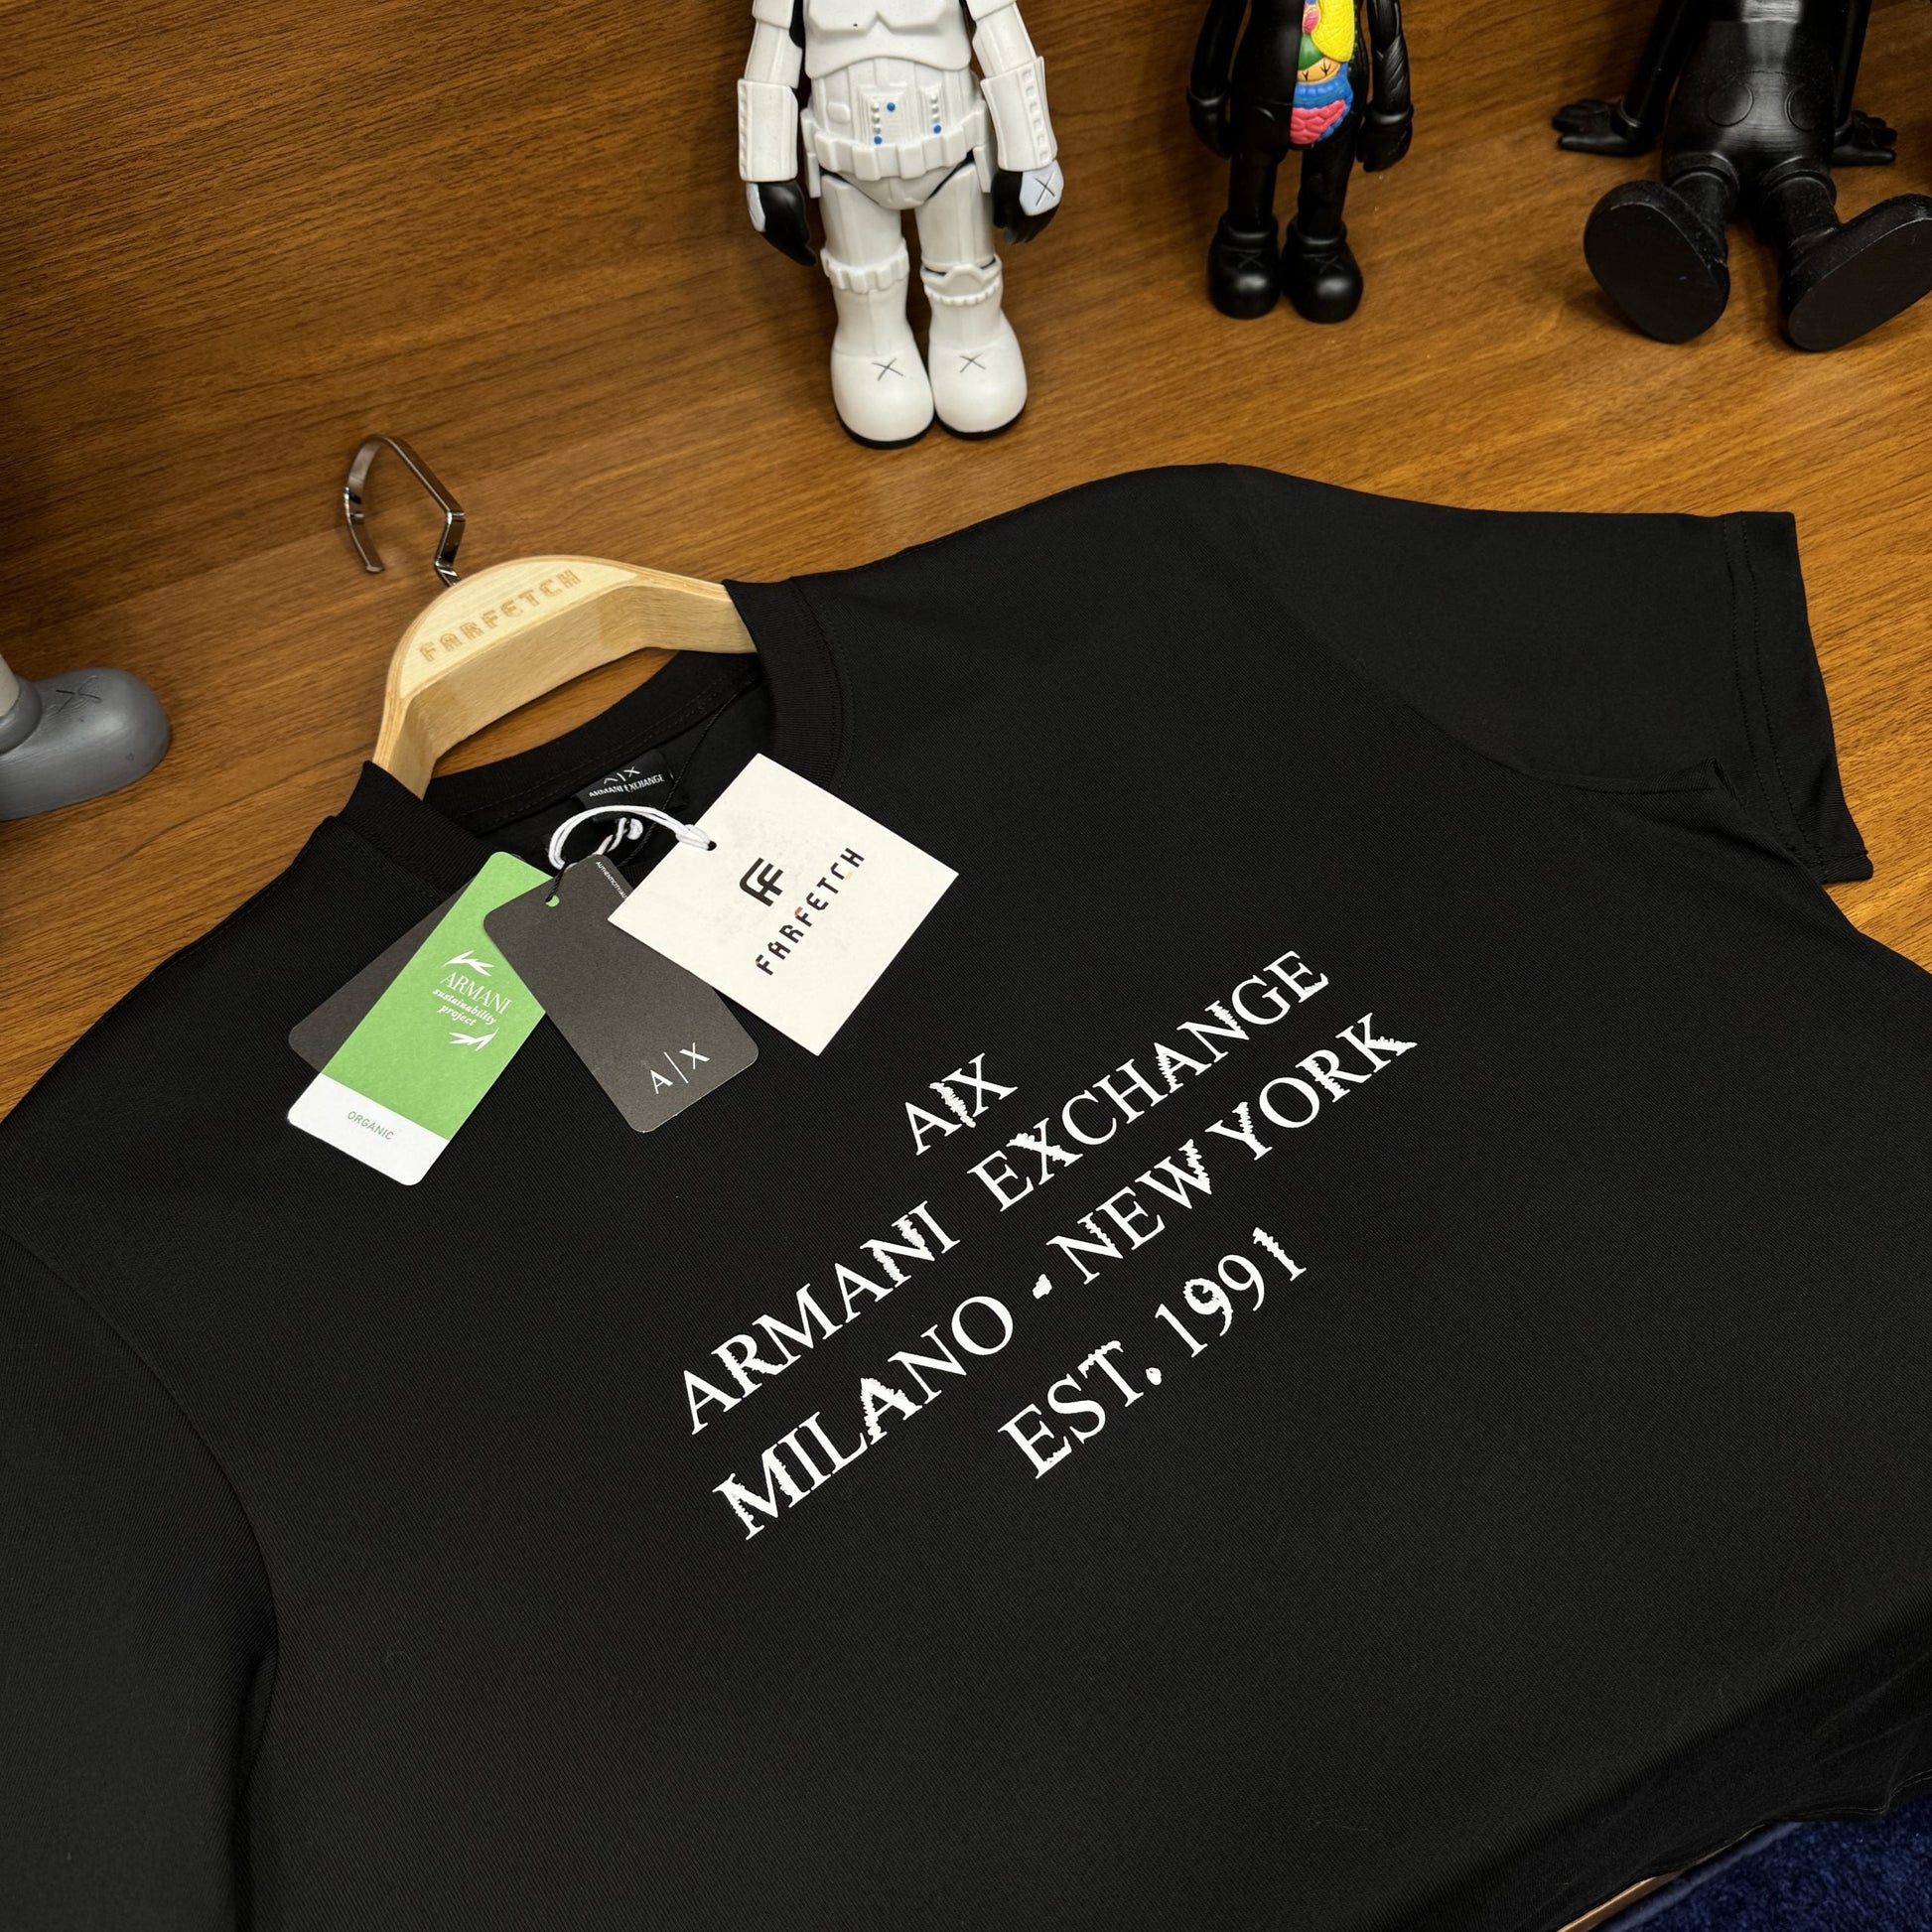 FARFETCH
A|X
ARMANI EXCHANGE
ARMANI
sustainability
project
ORGANIC
A|X
FARFETCH
A|X
ARMANI EXCHANGE
MILANO - NEW YORK
EST. 1991